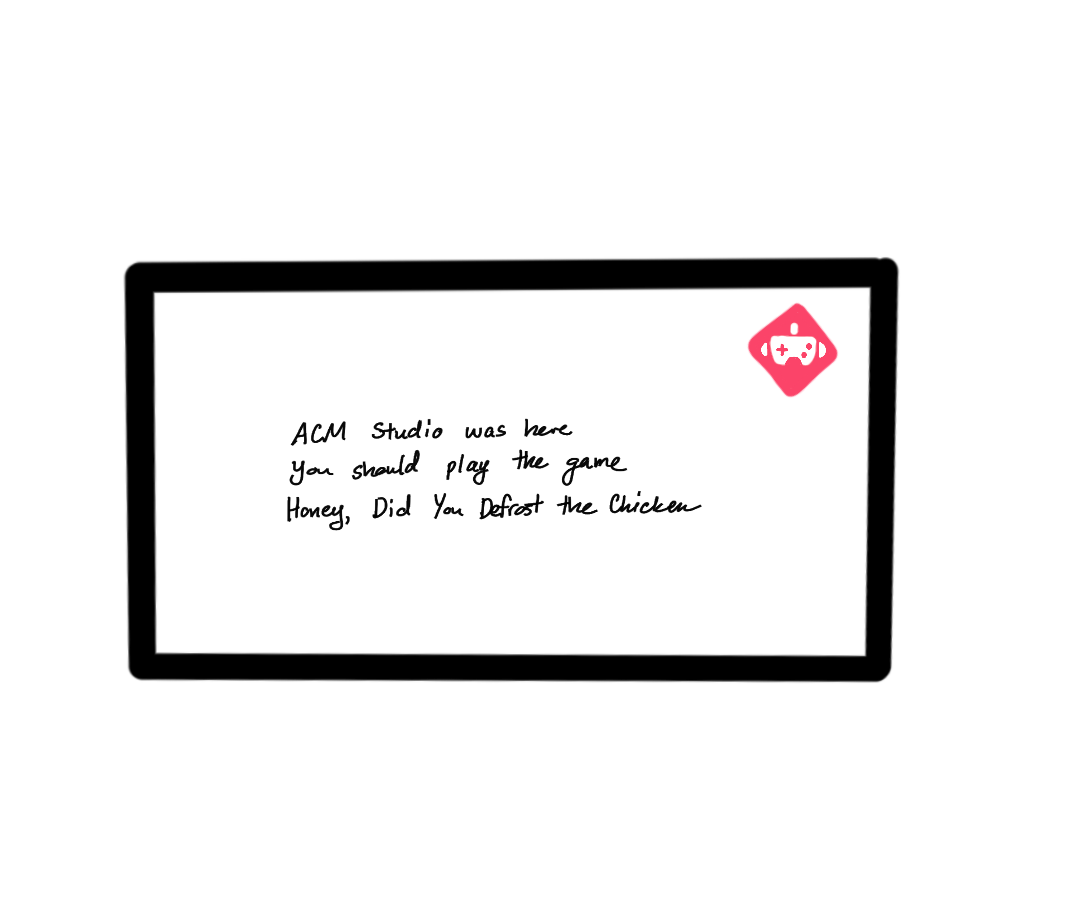 ACM Studio was here
You should play the game
Honey, Did You Defrost the Chicken